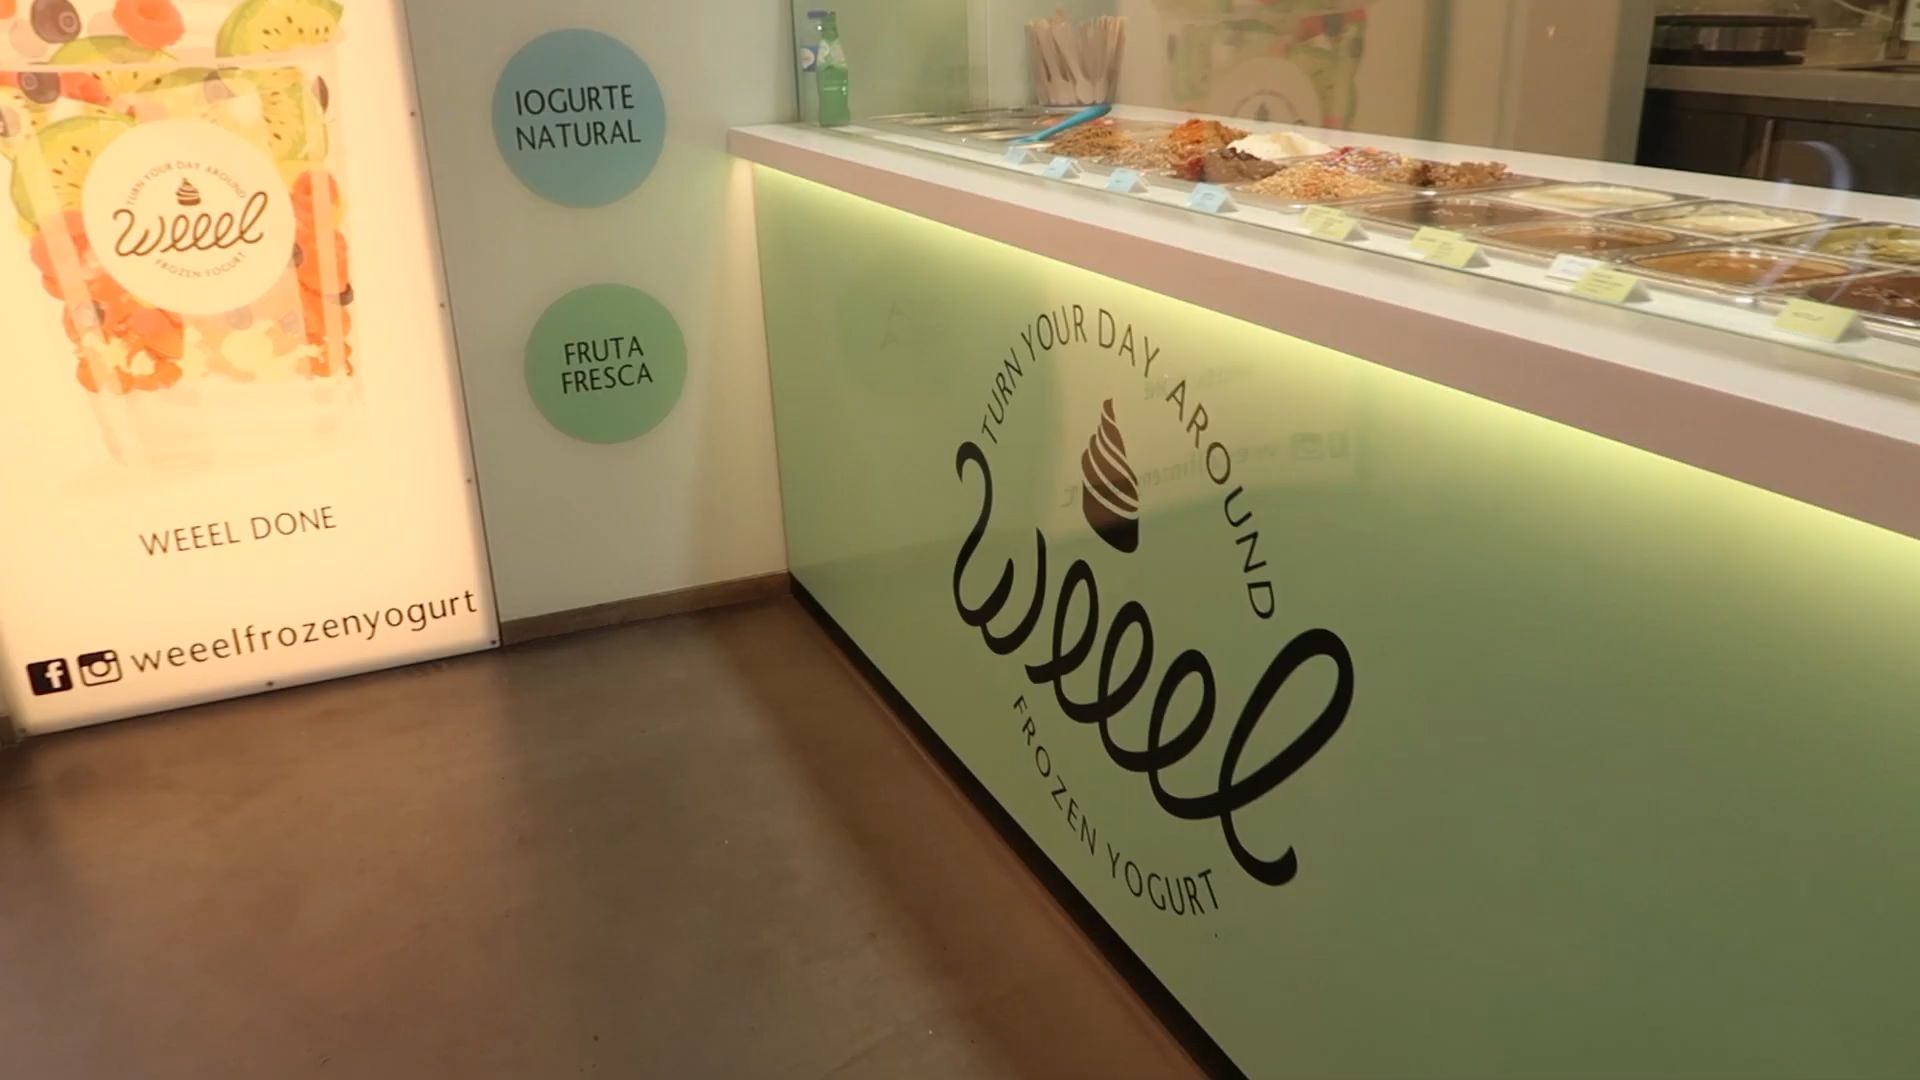 TURN YOUR DAY AROUND
weeel
FROZEN YOGURT
WEEEL DONE
weeelfrozenyogurt
IOGURTE
NATURAL
FRUTA
FRESCA
TURN YOUR DAY AROUND
weeel
FROZEN YOGURT